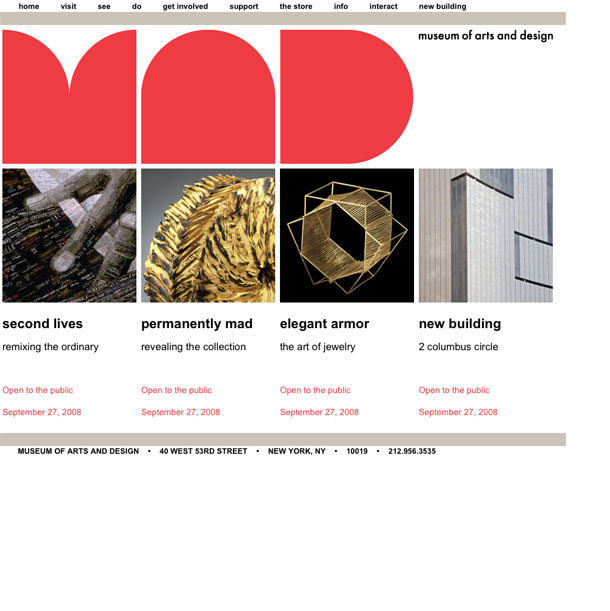 home visit see do get involved support the store info interact new building
museum of arts and design
second lives permanently mad elegant armor new building
remixing the ordinary revealing the collection the art of jewelry 2 columbus circle
Open to the public Open to the public Open to the public Open to the public
September 27, 2008 September 27, 2008 September 27, 2008 September 27, 2008
MUSEUM OF ARTS AND DESIGN • 40 WEST 53RD STREET • NEW YORK, NY • 10019 • 212.956.3535